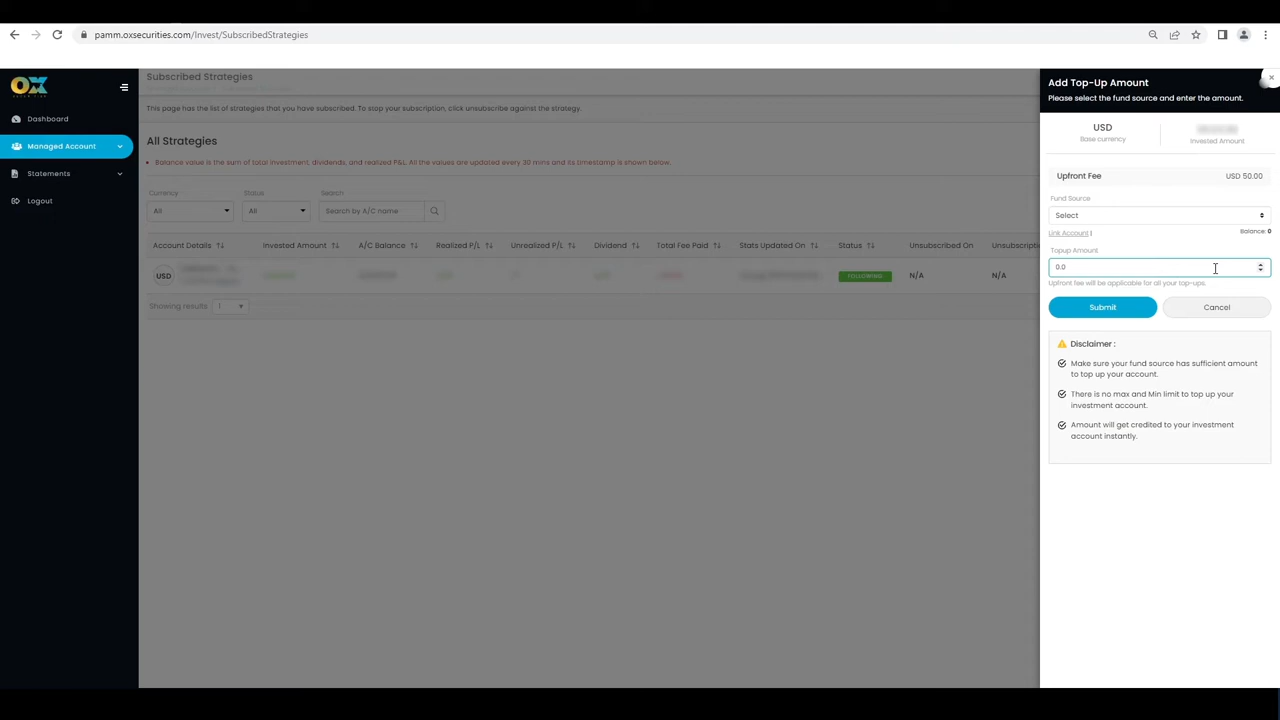 pamm.oxsecurities.com/Invest/SubscribedStrategies
OX
SECURITIES
Dashboard
Managed Account
Statements
Logout
Subscribed Strategies
This page has the list of strategies that you have subscribed. To stop your subscription, click unsubscribe against the strategy.
All Strategies
Balance value is the sum of total investment, dividends, and realized P&L. All the values are updated every 30 mins and its timestamp is shown below.
Currency Status Search
All All Search by A/C name
Account Details Invested Amount A/C Balance Realized P/L Unrealized P/L Dividend Total Fee Paid Stats Updated On Status Unsubscribed On Unsubscripti
USD FOLLOWING N/A N/A
Showing results 1
Add Top-Up Amount
Please select the fund source and enter the amount.
USD
Base currency
Invested Amount
Upfront Fee USD 50.00
Fund Source
Select
Link Account | Balance: 0
Topup Amount
0.0
Upfront fee will be applicable for all your top-ups.
Submit Cancel
Disclaimer :
Make sure your fund source has sufficient amount
to top up your account.
There is no max and Min limit to top up your
investment account.
Amount will get credited to your investment
account instantly.